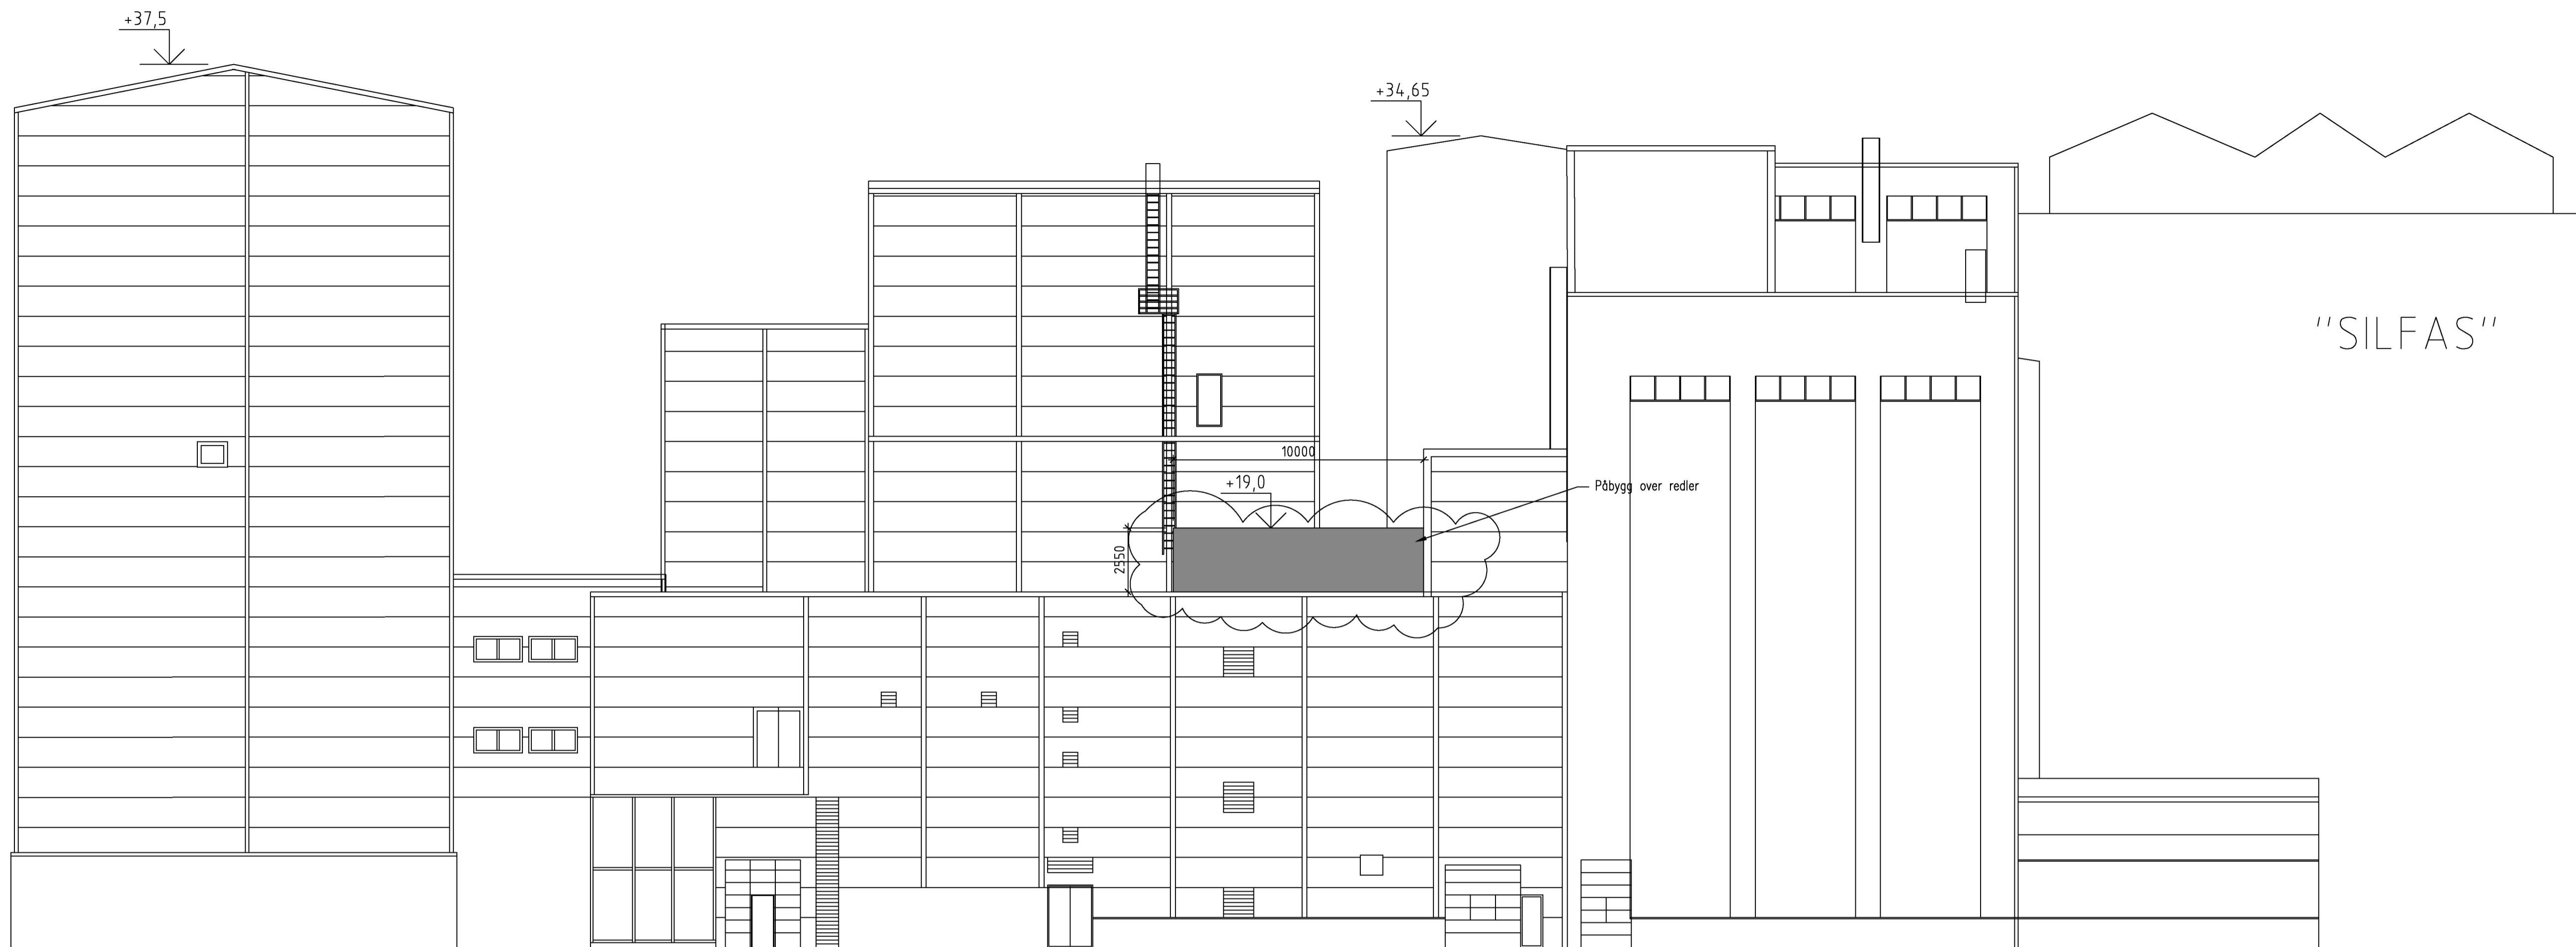 +37,5
+34,65
"SILFAS"
10000
+19,0
Påbygg over redler
2550